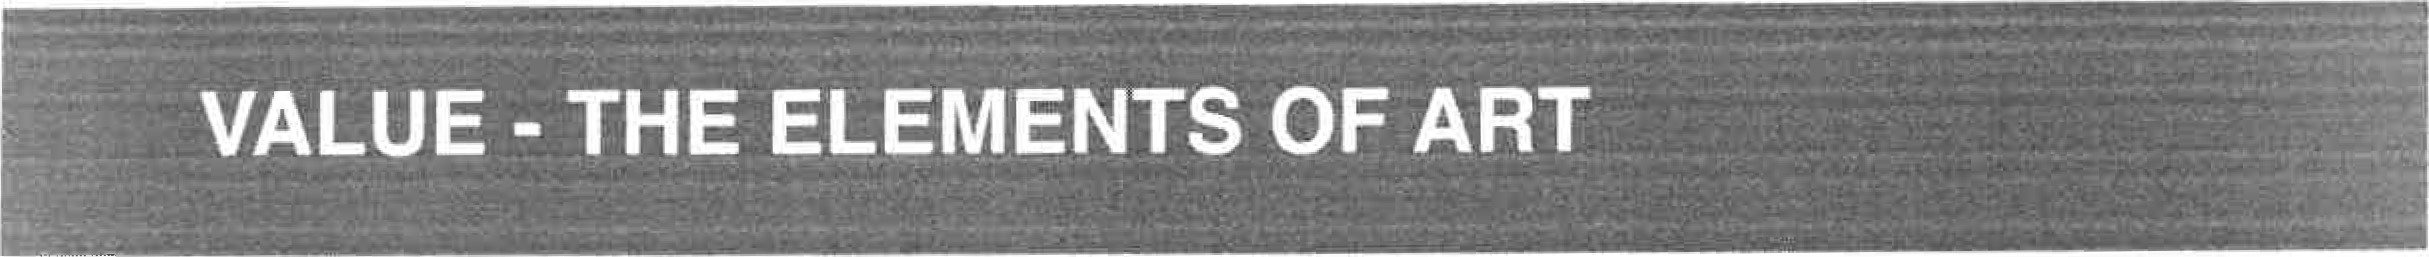 VALUE - THE ELEMENTS OF ART